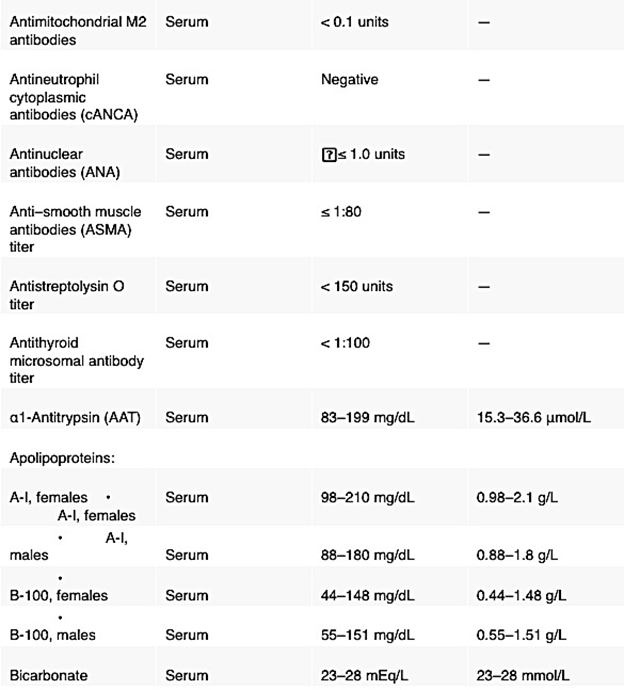 Antimitochondrial M2 Serum < 0.1 units —
antibodies
Antineutrophil Serum Negative —
cytoplasmic
antibodies (cANCA)
Antinuclear Serum ≤ 1.0 units —
antibodies (ANA)
Anti–smooth muscle Serum ≤ 1:80 —
antibodies (ASMA)
titer
Antistreptolysin O Serum < 150 units —
titer
Antithyroid Serum < 1:100 —
microsomal antibody
titer
α1-Antitrypsin (AAT) Serum 83–199 mg/dL 15.3–36.6 μmol/L
Apolipoproteins:
A-I, females • Serum 98–210 mg/dL 0.98–2.1 g/L
A-I, females
• A-I,
males Serum 88–180 mg/dL 0.88–1.8 g/L
•
B-100, females Serum 44–148 mg/dL 0.44–1.48 g/L
•
B-100, males Serum 55–151 mg/dL 0.55–1.51 g/L
Bicarbonate Serum 23–28 mEq/L 23–28 mmol/L